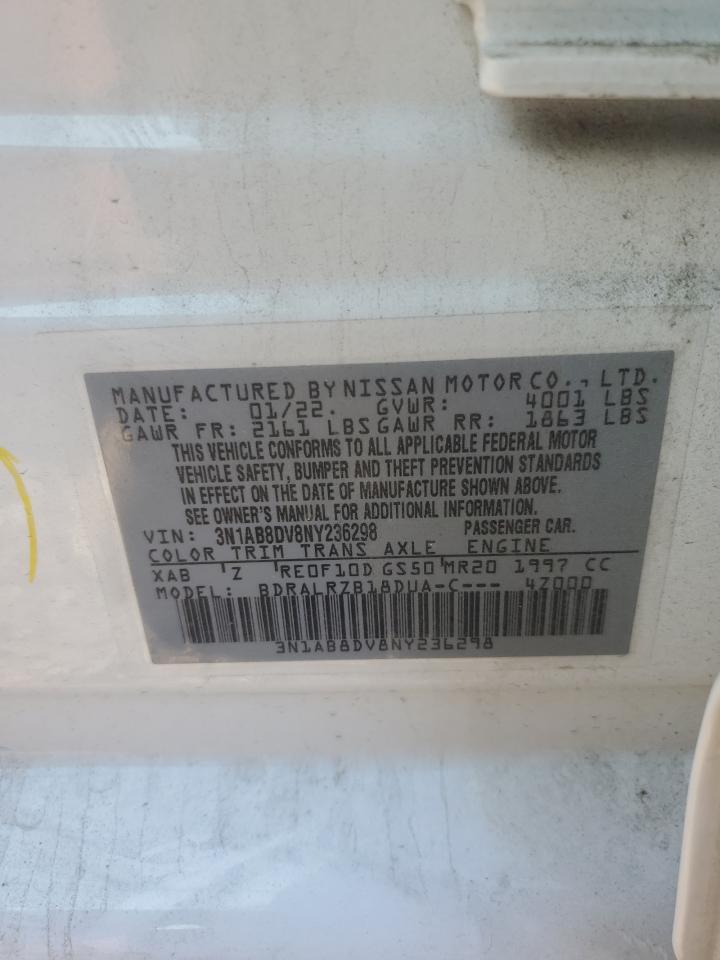 MANUFACTURED BY NISSAN MOTOR CO., LTD.
DATE: 01/22. GVWR: 4001 LBS
GAWR FR: 2161 LBS GAWR RR: 1863 LBS
THIS VEHICLE CONFORMS TO ALL APPLICABLE FEDERAL MOTOR
VEHICLE SAFETY, BUMPER AND THEFT PREVENTION STANDARDS
IN EFFECT ON THE DATE OF MANUFACTURE SHOWN ABOVE.
SEE OWNER'S MANUAL FOR ADDITIONAL INFORMATION.
VIN: 3N1AB8DV8NY236298 PASSENGER CAR.
COLOR TRIM TRANS AXLE ENGINE
XAB 'Z RE0F10D GS50 MR20 1997 CC
MODEL: BDRALRZB18DUA-C--- 4Z000
3N1AB8DV8NY236298